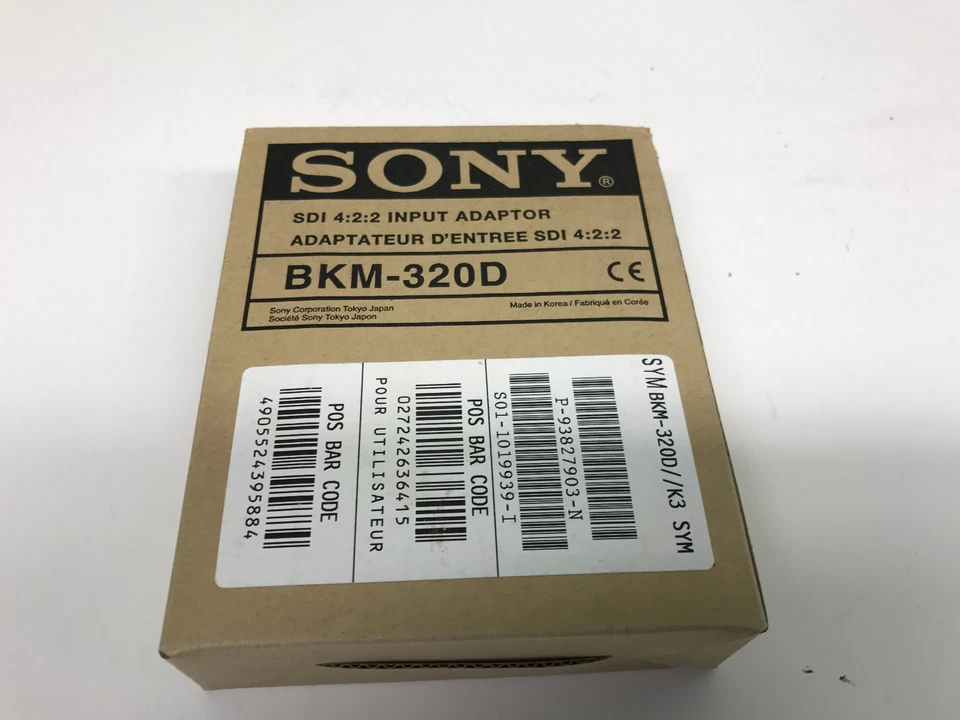 SONY®
SDI 4:2:2 INPUT ADAPTOR
ADAPTATEUR D'ENTREE SDI 4:2:2
BKM-320D CE
Sony Corporation Tokyo Japan
Société Sony Tokyo Japon
Made in Korea / Fabriqué en Corée
SYM BKM-320D//K3 SYM
P-93827903-N
S01-1019939-I
POS BAR CODE
027242636415
POUR UTILISATEUR
POS BAR CODE
4905524395884